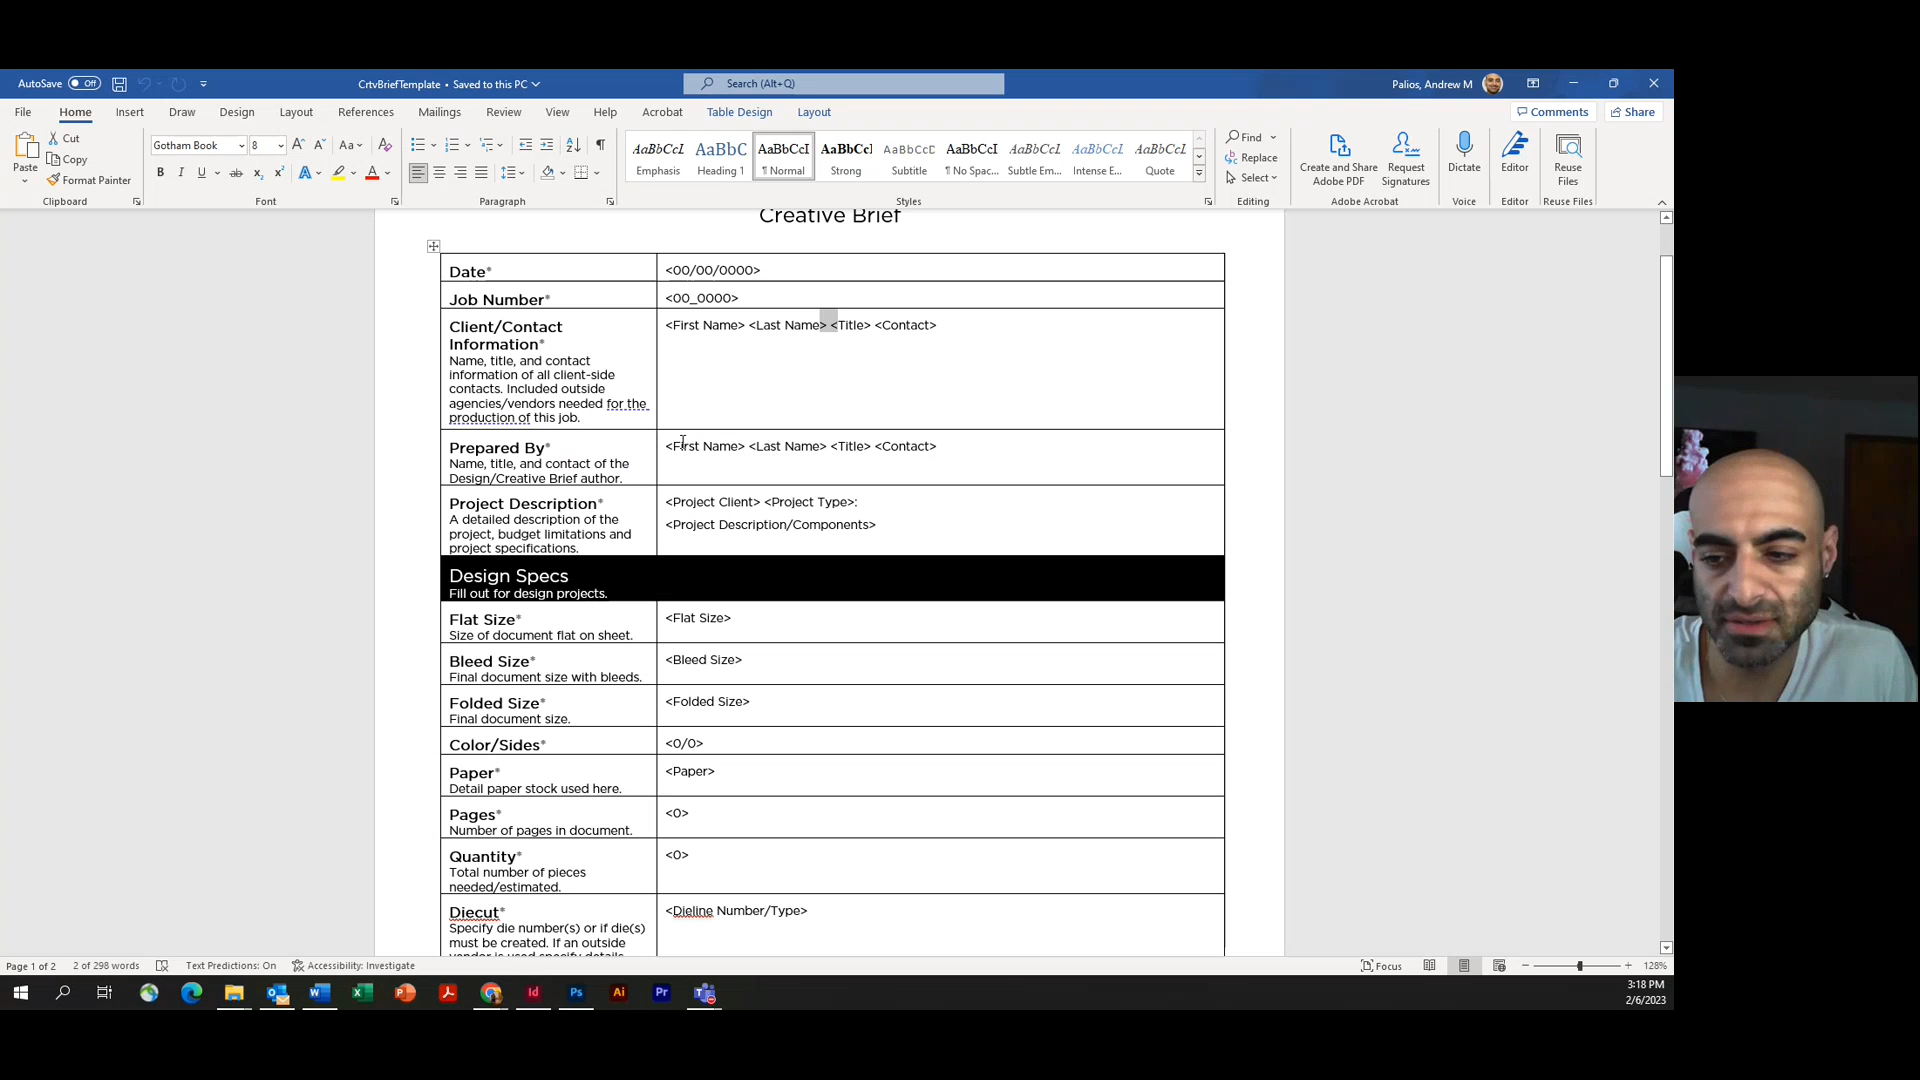 AutoSave Off CrtvBriefTemplate • Saved to this PC Search (Alt+Q) Palios, Andrew M
File Home Insert Draw Design Layout References Mailings Review View Help Acrobat Table Design Layout Comments Share
Paste
Cut
Copy
Format Painter
Clipboard
Gotham Book 8
Font
Paragraph
AaBbCcL AaBbC AaBbCcI AaBbCcI AaBbCcD AaBbCcI AaBbCcL AaBbCcL AaBbCcL
Emphasis Heading 1 ¶ Normal Strong Subtitle ¶ No Spac... Subtle Em... Intense E... Quote
Styles
Find
Replace
Select
Editing
Create and Share
Adobe PDF
Request
Signatures
Adobe Acrobat
Dictate
Voice
Editor
Editor
Reuse
Files
Reuse Files
Creative Brief
Date* <00/00/0000>
Job Number* <00_0000>
Client/Contact <First Name> <Last Name> <Title> <Contact>
Information*
Name, title, and contact
information of all client-side
contacts. Included outside
agencies/vendors needed for the
production of this job.
Prepared By* <First Name> <Last Name> <Title> <Contact>
Name, title, and contact of the
Design/Creative Brief author.
Project Description* <Project Client> <Project Type>:
A detailed description of the <Project Description/Components>
project, budget limitations and
project specifications.
Design Specs
Fill out for design projects.
Flat Size* <Flat Size>
Size of document flat on sheet.
Bleed Size* <Bleed Size>
Final document size with bleeds.
Folded Size* <Folded Size>
Final document size.
Color/Sides* <0/0>
Paper* <Paper>
Detail paper stock used here.
Pages* <0>
Number of pages in document.
Quantity* <0>
Total number of pieces
needed/estimated.
Diecut* <Dieline Number/Type>
Specify die number(s) or if die(s)
must be created. If an outside
vendor is used specify details
Page 1 of 2 2 of 298 words Text Predictions: On Accessibility: Investigate Focus 128%
3:18 PM
2/6/2023